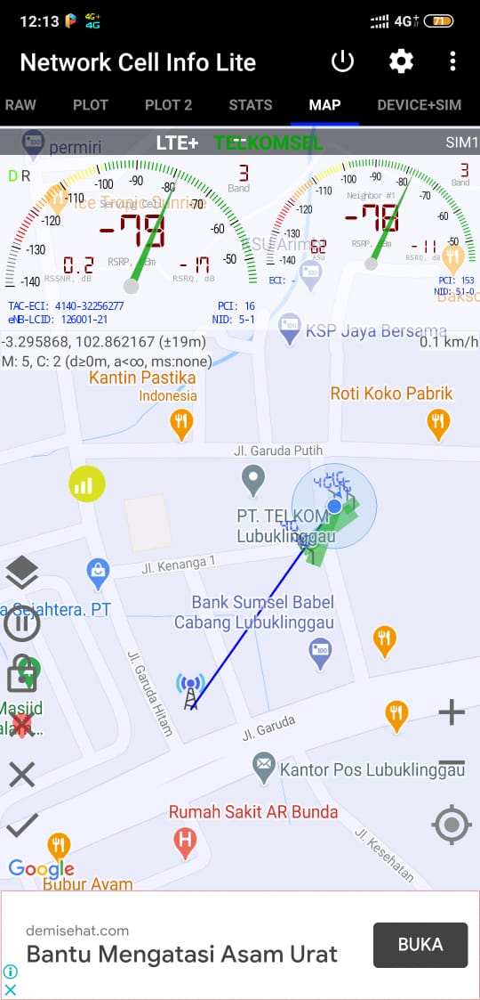 12:13
4G+
4G
4G+
71
Network Cell Info Lite
RAW
PLOT
PLOT 2
STATS
MAP
DEVICE+SIM
permiri
LTE+
TELKOMSEL
SIM1
D R
-140
-130
-120
-110
-100
-90
-80
-70
-60
-50
3
Band
Ice Tropic Sunrise
Serving Cell
-79
RSRP, dBm
0.2
RSSNR, dB
-17
RSRQ, dB
TAC-ECI: 4140-32256277
eNB-LCID: 126001-21
PCI: 16
NID: 5-1
-140
-130
-120
-110
-100
-90
-80
-70
-60
-50
3
Band
Neighbor #1
-78
RSRP, dBm
62
ASU
-11
RSRQ, dB
ECI: -
PCI: 153
NID: 51-0
KSU Arimbi
Bakso
KSP Jaya Bersama
-3.295868, 102.862167 (±19m)
0.1 km/h
M: 5, C: 2 (d≥0m, a<∞, ms:none)
Kantin Pastika
Indonesia
Roti Koko Pabrik
Jl. Garuda Putih
4G
PT. TELKOM
Lubuklinggau
Jl. Kenanga 1
a Sejahtera. PT
Bank Sumsel Babel
Cabang Lubuklinggau
Jl. Garuda Hitam
Masjid
Jl. Garuda
Kantor Pos Lubuklinggau
Rumah Sakit AR Bunda
H
Jl. Kesehatan
Google
Bubur Ayam
demisehat.com
Bantu Mengatasi Asam Urat
BUKA